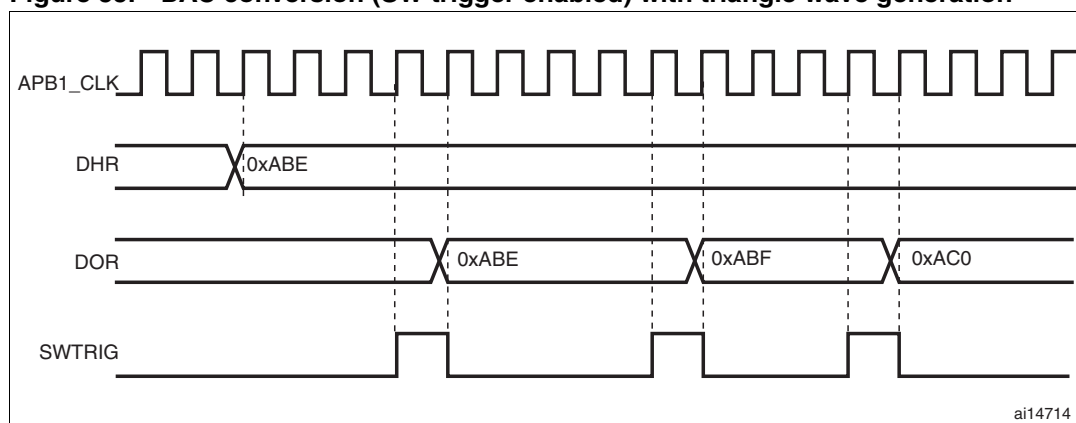 APB1_CLK
DHR
0xABE
DOR
0xABE
0xABF
0xAC0
SWTRIG
ai14714